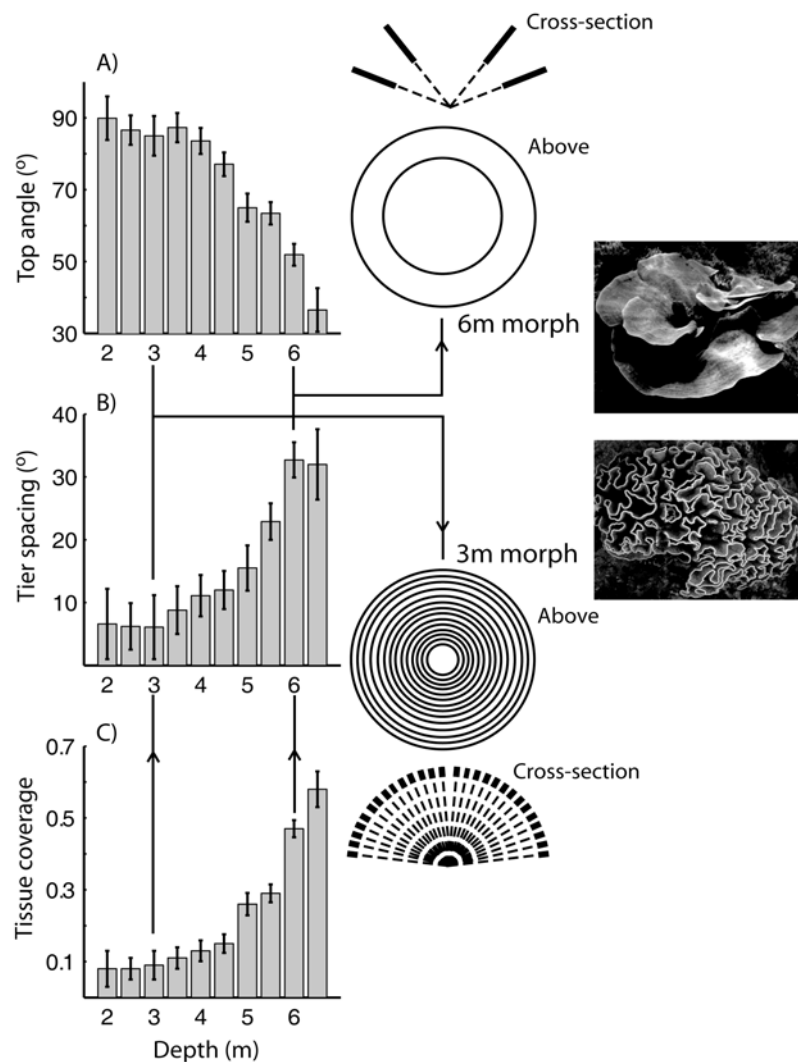 Cross-section
A)
90
70
50
30
Top angle (º)
2 3 4 5 6
Above
6m morph
B)
40
30
20
10
Tier spacing (º)
2 3 4 5 6
3m morph
Above
C)
0.7
0.5
0.3
0.1
Tissue coverage
2 3 4 5 6
Depth (m)
Cross-section